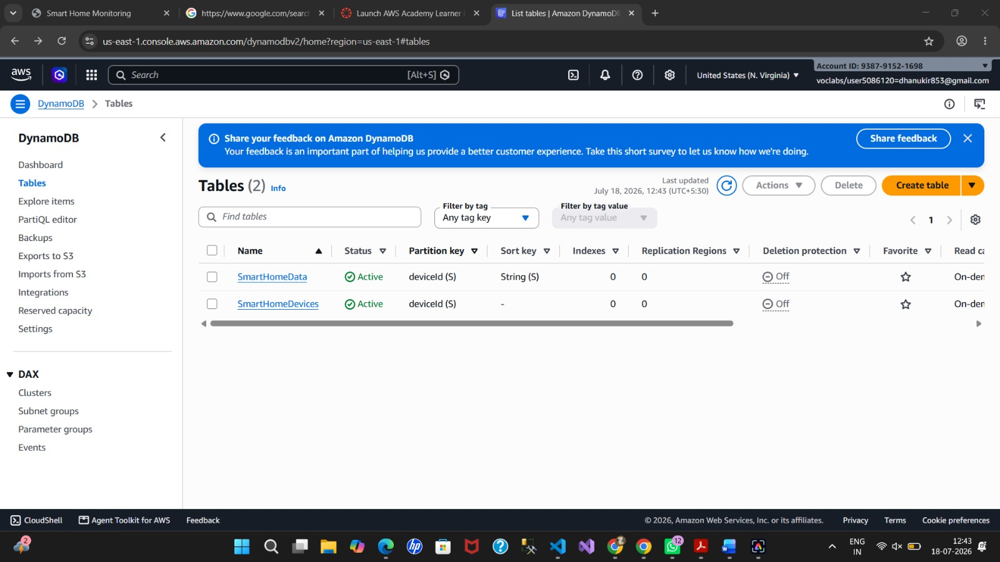 Smart Home Monitoring
https://www.google.com/searc
Launch AWS Academy Learner
List tables | Amazon DynamoDB
us-east-1.console.aws.amazon.com/dynamodbv2/home?region=us-east-1#tables
aws
Search
[Alt+S]
United States (N. Virginia)
Account ID: 9387-9152-1698
voclabs/user5086120=dhanukir853@gmail.com
DynamoDB
Tables
DynamoDB
Dashboard
Tables
Explore items
PartiQL editor
Backups
Exports to S3
Imports from S3
Integrations
Reserved capacity
Settings
DAX
Clusters
Subnet groups
Parameter groups
Events
Share your feedback on Amazon DynamoDB
Your feedback is an important part of helping us provide a better customer experience. Take this short survey to let us know how we're doing.
Share feedback
Tables (2) Info
Last updated
July 18, 2026, 12:43 (UTC+5:30)
Actions
Delete
Create table
Find tables
Filter by tag
Any tag key
Filter by tag value
Any tag value
1
Name Status Partition key Sort key Indexes Replication Regions Deletion protection Favorite Read ca
SmartHomeData Active deviceId (S) String (S) 0 0 Off On-den
SmartHomeDevices Active deviceId (S) - 0 0 Off On-den
CloudShell Agent Toolkit for AWS Feedback © 2026, Amazon Web Services, Inc. or its affiliates. Privacy Terms Cookie preferences
2
hp
12
ENG
IN
12:43
18-07-2026